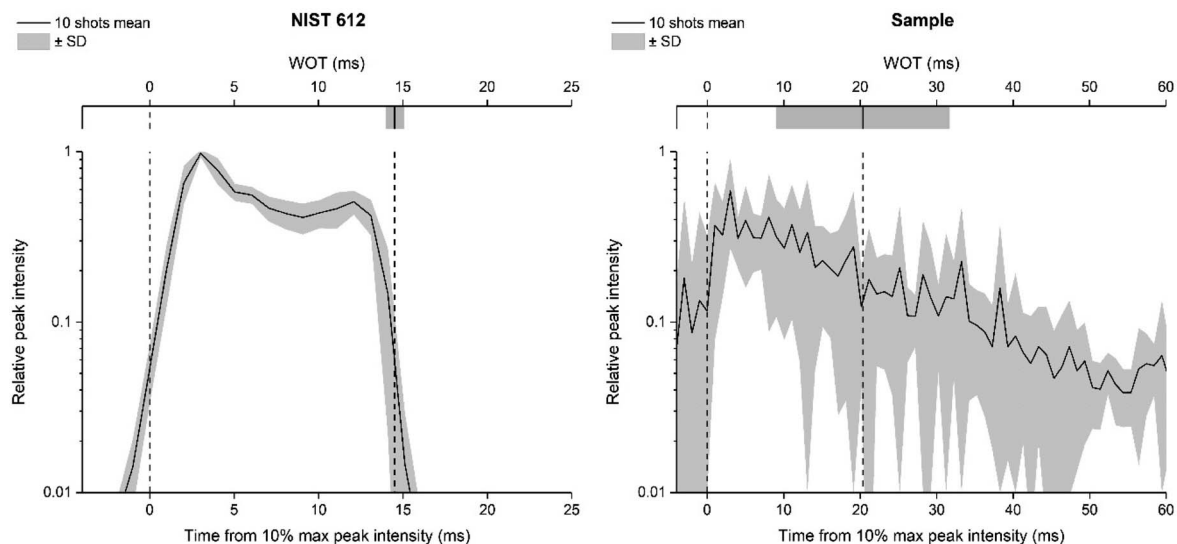 NIST 612
10 shots mean
± SD
WOT (ms)
0 5 10 15 20 25
1
0.1
0.01
Relative peak intensity
0 5 10 15 20 25
Time from 10% max peak intensity (ms)
Sample
10 shots mean
± SD
WOT (ms)
0 10 20 30 40 50 60
1
0.1
0.01
Relative peak intensity
0 10 20 30 40 50 60
Time from 10% max peak intensity (ms)